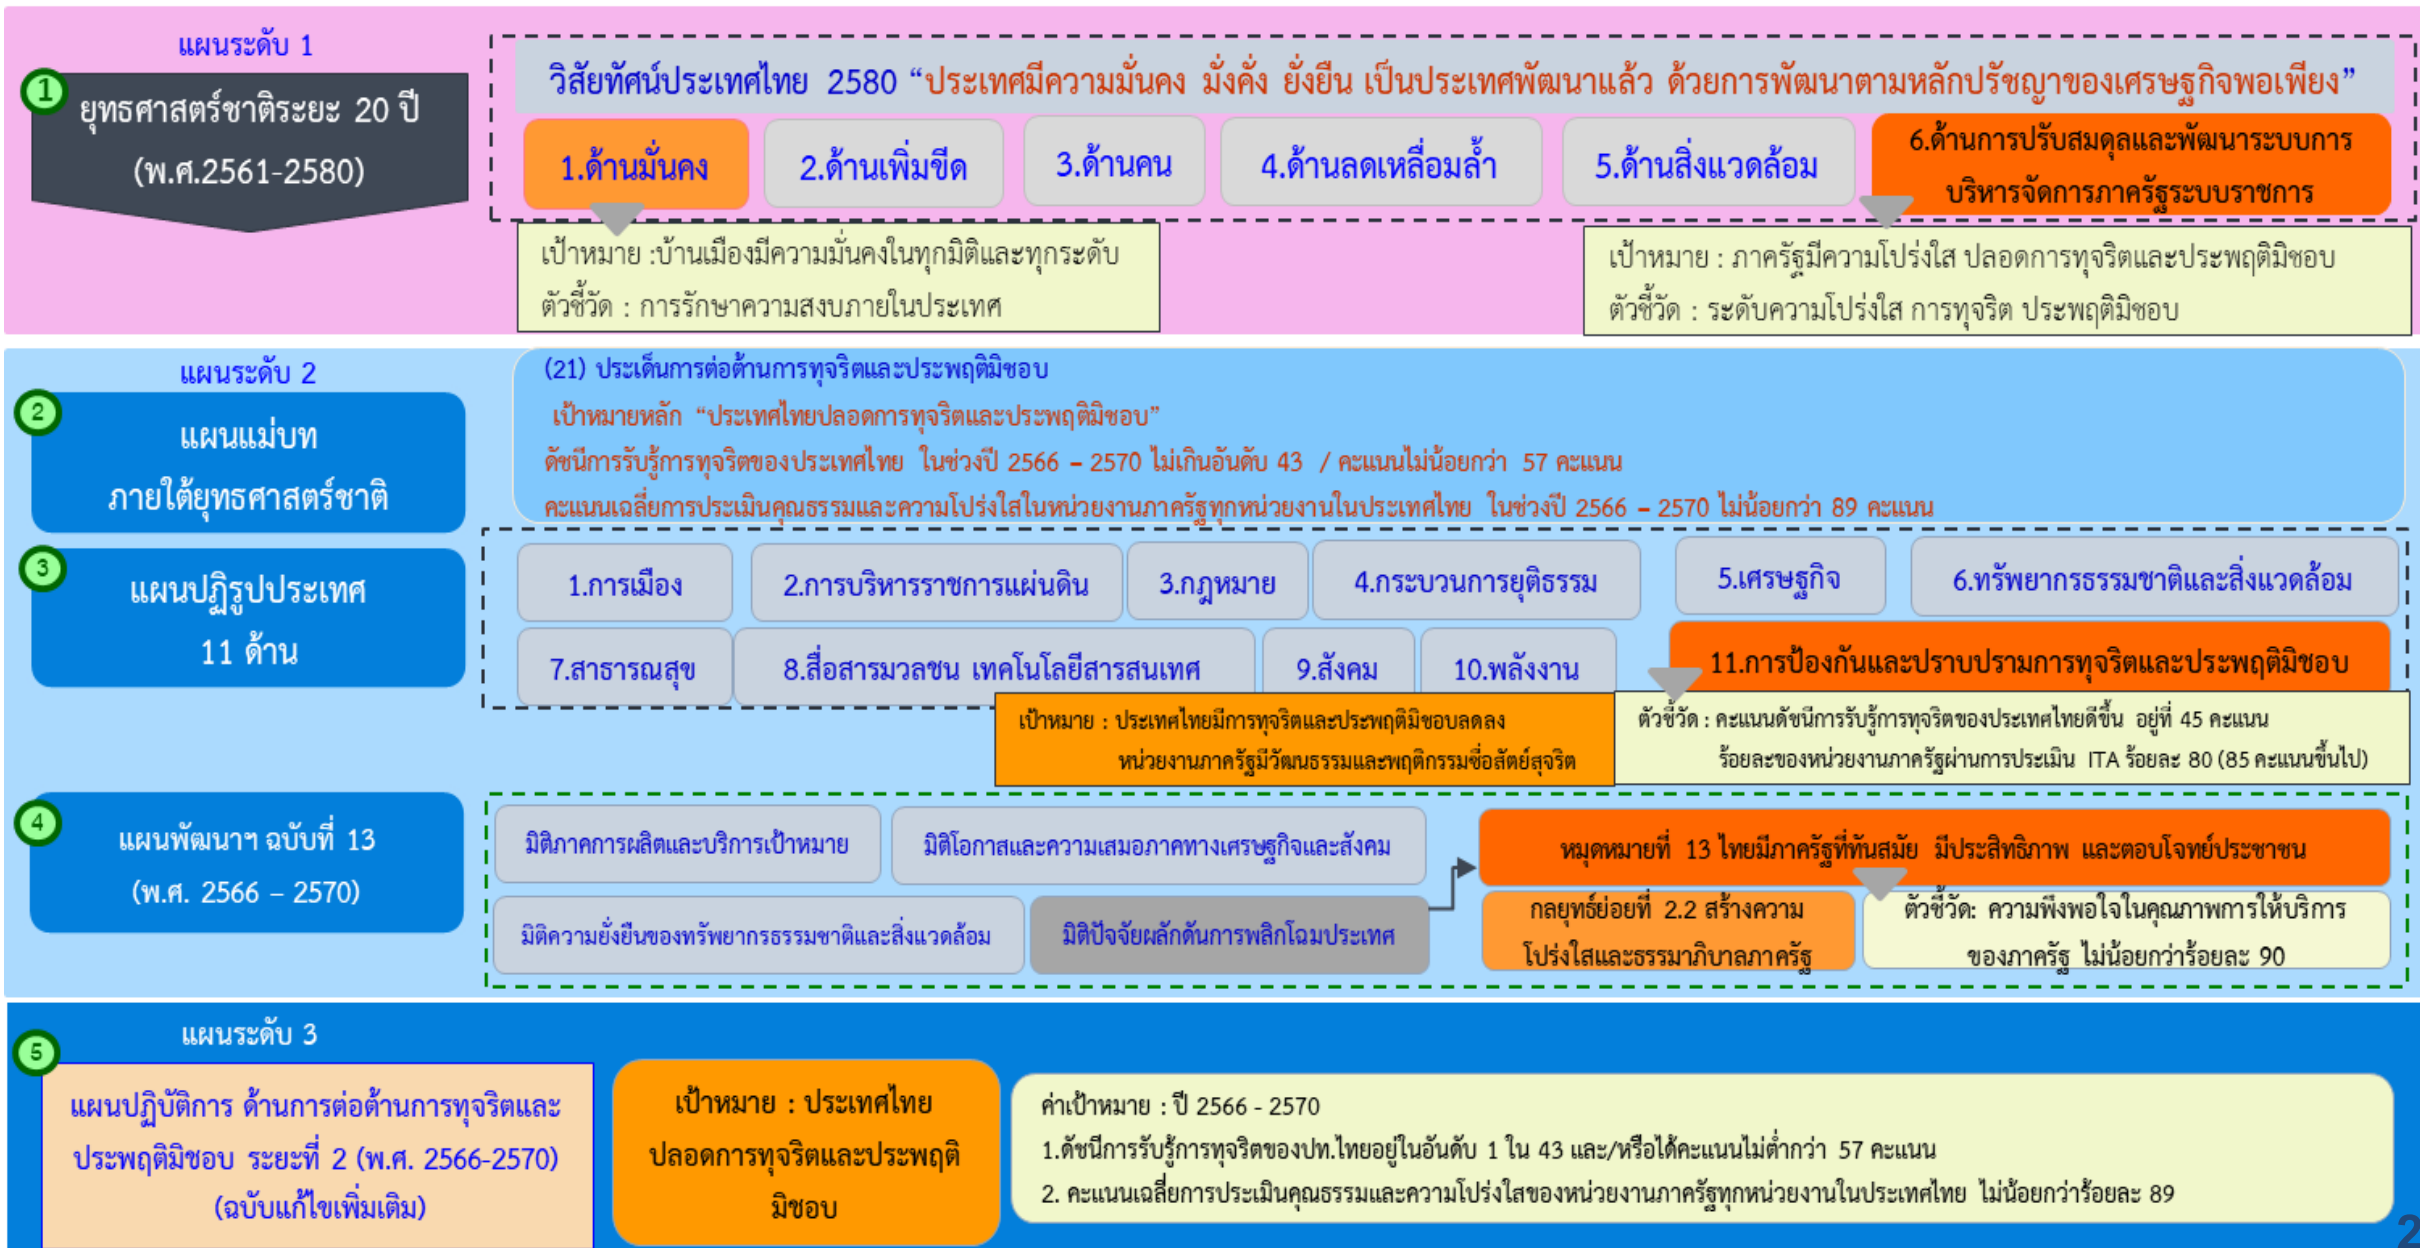 แผนระดับ 1
1
ยุทธศาสตร์ชาติระยะ 20 ปี
(พ.ศ.2561-2580)
วิสัยทัศน์ประเทศไทย 2580 “ประเทศมีความมั่นคง มั่งคั่ง ยั่งยืน เป็นประเทศพัฒนาแล้ว ด้วยการพัฒนาตามหลักปรัชญาของเศรษฐกิจพอเพียง”
1.ด้านมั่นคง
2.ด้านเพิ่มขีด
3.ด้านคน
4.ด้านลดเหลื่อมล้ำ
5.ด้านสิ่งแวดล้อม
6.ด้านการปรับสมดุลและพัฒนาระบบการ
บริหารจัดการภาครัฐระบบราชการ
เป้าหมาย :บ้านเมืองมีความมั่นคงในทุกมิติและทุกระดับ
ตัวชี้วัด : การรักษาความสงบภายในประเทศ
เป้าหมาย : ภาครัฐมีความโปร่งใส ปลอดการทุจริตและประพฤติมิชอบ
ตัวชี้วัด : ระดับความโปร่งใส การทุจริต ประพฤติมิชอบ
แผนระดับ 2
2
แผนแม่บท
ภายใต้ยุทธศาสตร์ชาติ
(21) ประเด็นการต่อต้านการทุจริตและประพฤติมิชอบ
เป้าหมายหลัก “ประเทศไทยปลอดการทุจริตและประพฤติมิชอบ”
ดัชนีการรับรู้การทุจริตของประเทศไทย ในช่วงปี 2566 – 2570 ไม่เกินอันดับ 43 / คะแนนไม่น้อยกว่า 57 คะแนน
คะแนนเฉลี่ยการประเมินคุณธรรมและความโปร่งใสในหน่วยงานภาครัฐทุกหน่วยงานในประเทศไทย ในช่วงปี 2566 – 2570 ไม่น้อยกว่า 89 คะแนน
3
แผนปฏิรูปประเทศ
11 ด้าน
1.การเมือง
2.การบริหารราชการแผ่นดิน
3.กฎหมาย
4.กระบวนการยุติธรรม
5.เศรษฐกิจ
6.ทรัพยากรธรรมชาติและสิ่งแวดล้อม
7.สาธารณสุข
8.สื่อสารมวลชน เทคโนโลยีสารสนเทศ
9.สังคม
10.พลังงาน
11.การป้องกันและปราบปรามการทุจริตและประพฤติมิชอบ
เป้าหมาย : ประเทศไทยมีการทุจริตและประพฤติมิชอบลดลง
หน่วยงานภาครัฐมีวัฒนธรรมและพฤติกรรมซื่อสัตย์สุจริต
ตัวชี้วัด : คะแนนดัชนีการรับรู้การทุจริตของประเทศไทยดีขึ้น อยู่ที่ 45 คะแนน
ร้อยละของหน่วยงานภาครัฐผ่านการประเมิน ITA ร้อยละ 80 (85 คะแนนขึ้นไป)
4
แผนพัฒนาฯ ฉบับที่ 13
(พ.ศ. 2566 – 2570)
มิติภาคการผลิตและบริการเป้าหมาย
มิติโอกาสและความเสมอภาคทางเศรษฐกิจและสังคม
มิติความยั่งยืนของทรัพยากรธรรมชาติและสิ่งแวดล้อม
มิติปัจจัยผลักดันการพลิกโฉมประเทศ
หมุดหมายที่ 13 ไทยมีภาครัฐที่ทันสมัย มีประสิทธิภาพ และตอบโจทย์ประชาชน
กลยุทธ์ย่อยที่ 2.2 สร้างความ
โปร่งใสและธรรมาภิบาลภาครัฐ
ตัวชี้วัด: ความพึงพอใจในคุณภาพการให้บริการ
ของภาครัฐ ไม่น้อยกว่าร้อยละ 90
แผนระดับ 3
5
แผนปฏิบัติการ ด้านการต่อต้านการทุจริตและ
ประพฤติมิชอบ ระยะที่ 2 (พ.ศ. 2566-2570)
(ฉบับแก้ไขเพิ่มเติม)
เป้าหมาย : ประเทศไทย
ปลอดการทุจริตและประพฤติ
มิชอบ
ค่าเป้าหมาย : ปี 2566 - 2570
1.ดัชนีการรับรู้การทุจริตของปท.ไทยอยู่ในอันดับ 1 ใน 43 และ/หรือได้คะแนนไม่ต่ำกว่า 57 คะแนน
2. คะแนนเฉลี่ยการประเมินคุณธรรมและความโปร่งใสของหน่วยงานภาครัฐทุกหน่วยงานในประเทศไทย ไม่น้อยกว่าร้อยละ 89
2